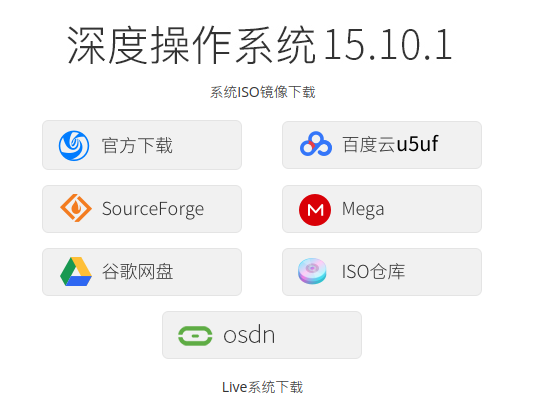 深度操作系统 15.10.1
系统ISO镜像下载
官方下载
百度云u5uf
SourceForge
Mega
谷歌网盘
ISO仓库
osdn
Live系统下载